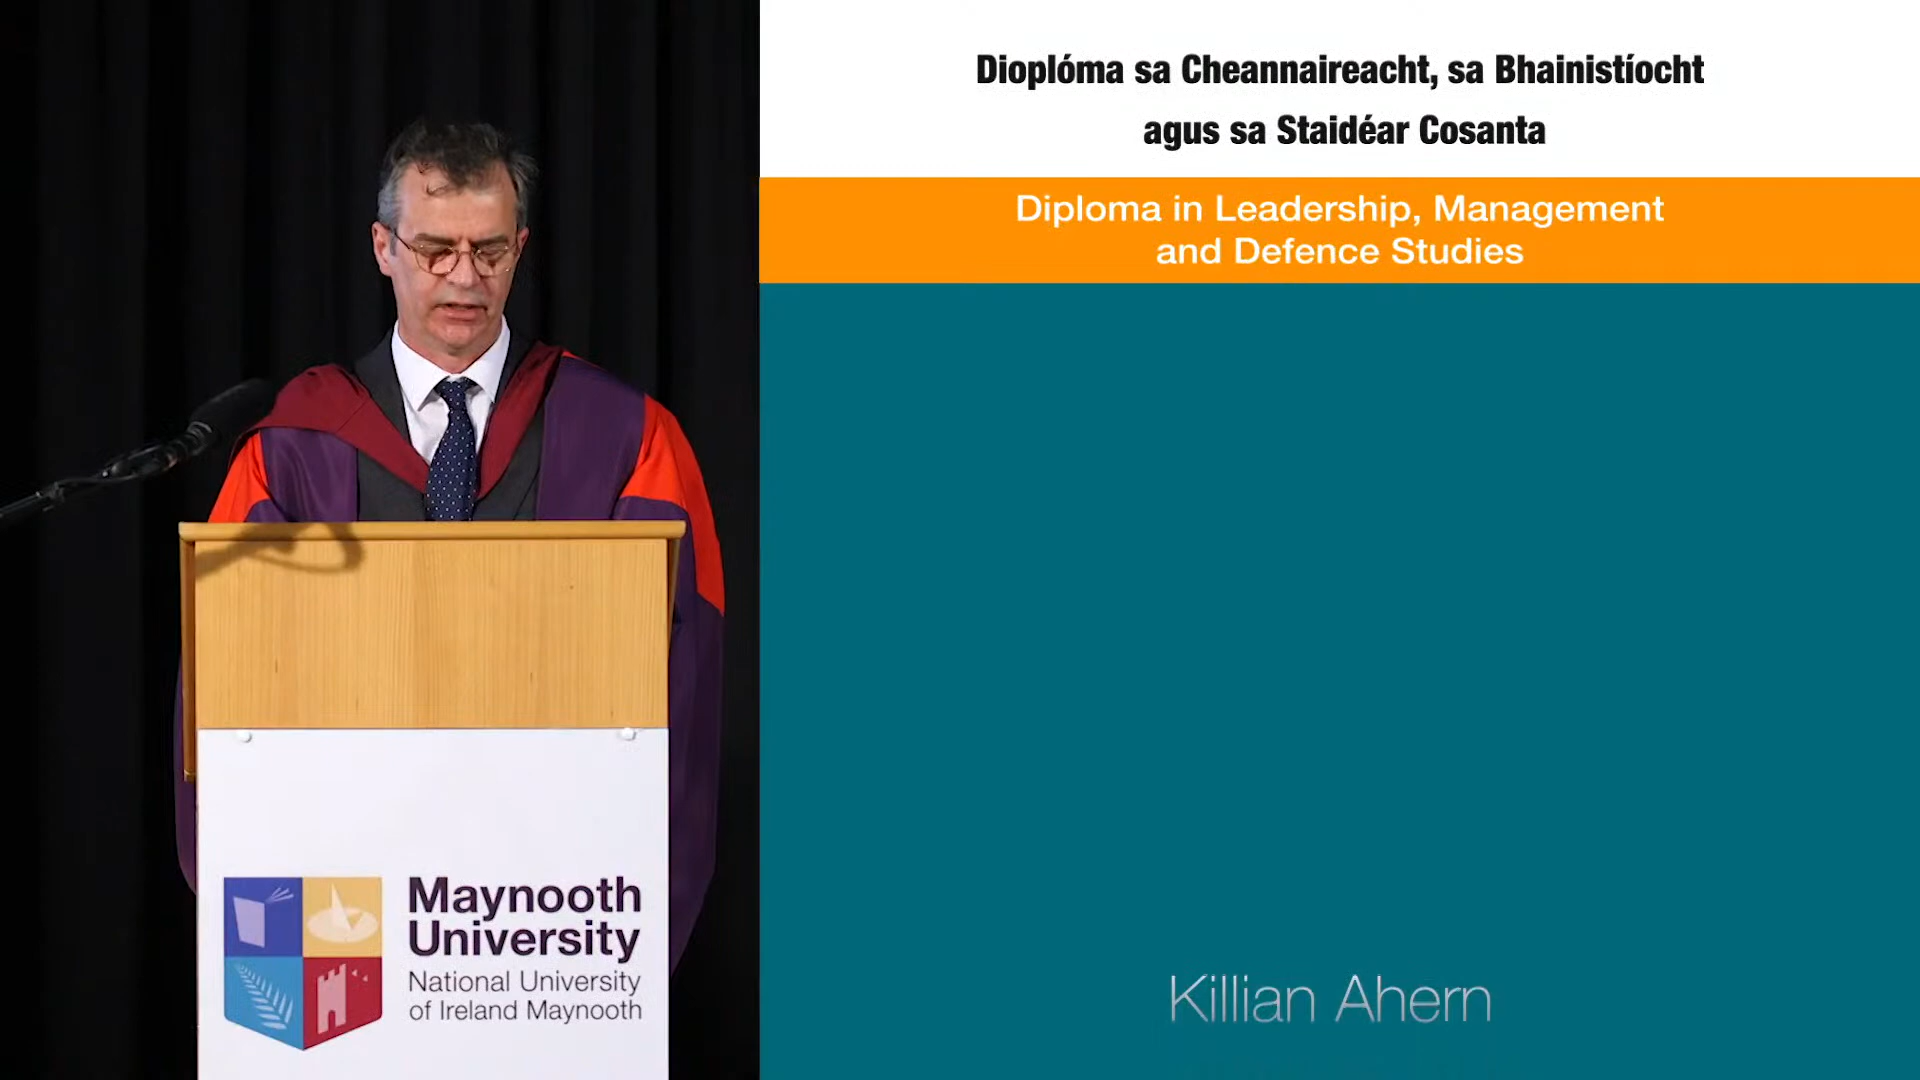 Dioplóma sa Cheannaireacht, sa Bhainistíocht
agus sa Staidéar Cosanta
Diploma in Leadership, Management
and Defence Studies
Killian Ahern
Maynooth
University
National University
of Ireland Maynooth